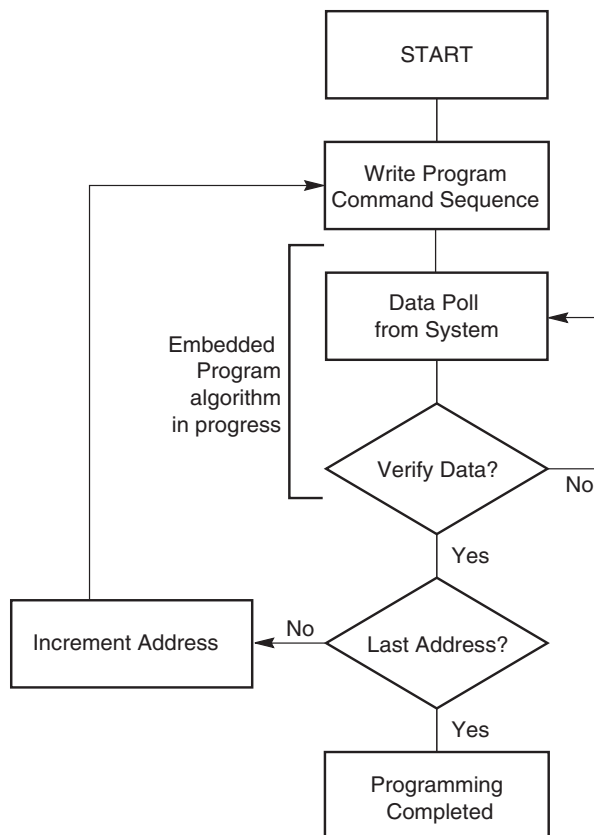 START
Write Program
Command Sequence
Data Poll
from System
Embedded
Program
algorithm
in progress
Verify Data?
No
Yes
Increment Address
No
Last Address?
Yes
Programming
Completed